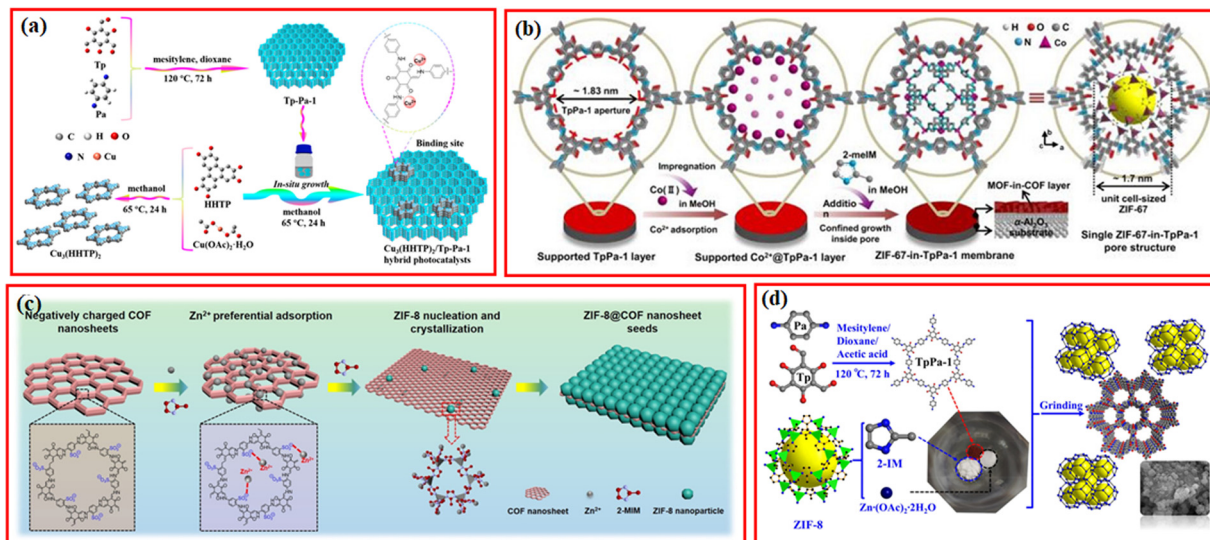 (a)
Tp
Pa
mesitylene, dioxane
120 °C, 72 h
Tp-Pa-1
C H O
N Cu
HN
Cu²⁺
Cu²⁺
Binding site
methanol
65 °C, 24 h
HHTP
Cu(OAc)₂·H₂O
In-situ growth
methanol
65 °C, 24 h
Cu₃(HHTP)₂
Cu₃(HHTP)₂/Tp-Pa-1
hybrid photocatalysts
(b)
H O C
N Co
~ 1.83 nm
TpPa-1 aperture
b
c a
~ 1.7 nm
unit cell-sized
ZIF-67
Impregnation
Co(Ⅱ)
in MeOH
Co²⁺ adsorption
2-meIM
in MeOH
Additio
n
Confined growth
inside pore
MOF-in-COF layer
α-Al₂O₃
substrate
Supported TpPa-1 layer
Supported Co²⁺@TpPa-1 layer
ZIF-67-in-TpPa-1 membrane
Single ZIF-67-in-TpPa-1
pore structure
(c)
Negatively charged COF
nanosheets
Zn²⁺ preferential adsorption
ZIF-8 nucleation and
crystallization
ZIF-8@COF nanosheet
seeds
Zn²⁺
Zn²⁺
Zn²⁺
COF nanosheet
Zn²⁺
2-MIM
ZIF-8 nanoparticle
(d)
Pa
Tp
Mesitylene/
Dioxane/
Acetic acid
120 °C, 72 h
TpPa-1
Grinding
2-IM
Zn·(OAc)₂·2H₂O
ZIF-8